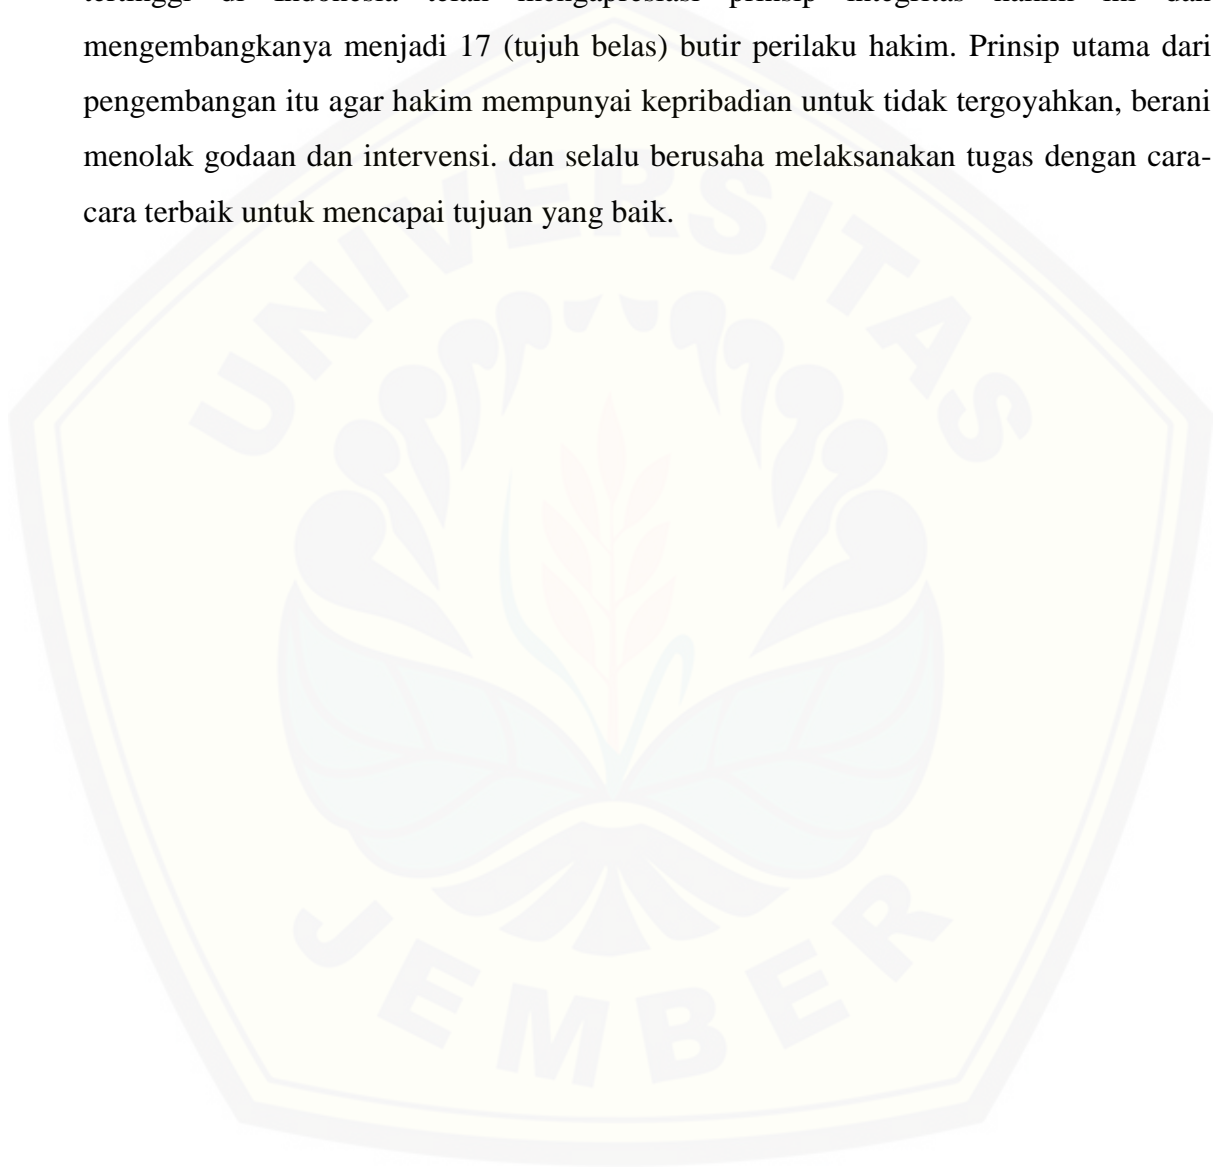 tertinggi di Indonesia telah mengapresiasi prinsip integritas hakim ini dan
mengembangkanya menjadi 17 (tujuh belas) butir perilaku hakim. Prinsip utama dari
pengembangan itu agar hakim mempunyai kepribadian untuk tidak tergoyahkan, berani
menolak godaan dan intervensi. dan selalu berusaha melaksanakan tugas dengan cara-
cara terbaik untuk mencapai tujuan yang baik.
UNIVERSITAS
JEMBER